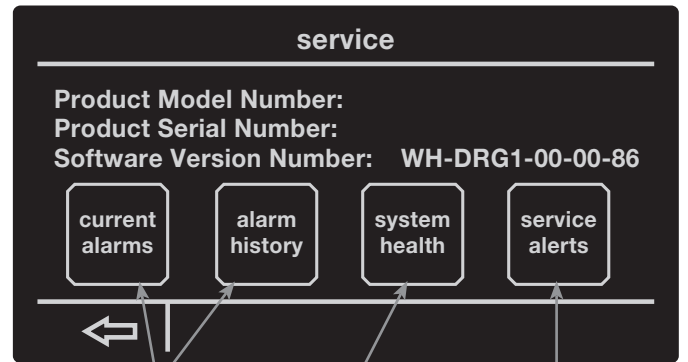 service
Product Model Number:
Product Serial Number:
Software Version Number: WH-DRG1-00-00-86
current
alarms
alarm
history
system
health
service
alerts